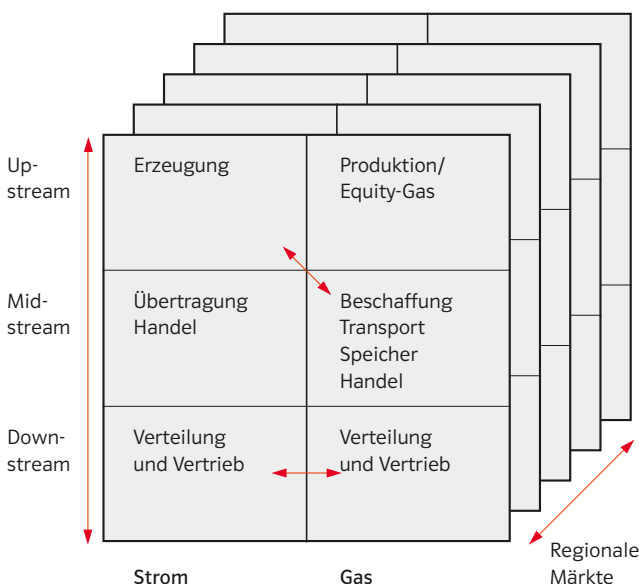 Up-
stream
Erzeugung
Produktion/
Equity-Gas
Mid-
stream
Übertragung
Handel
Beschaffung
Transport
Speicher
Handel
Down-
stream
Verteilung
und Vertrieb
Verteilung
und Vertrieb
Strom
Gas
Regionale
Märkte